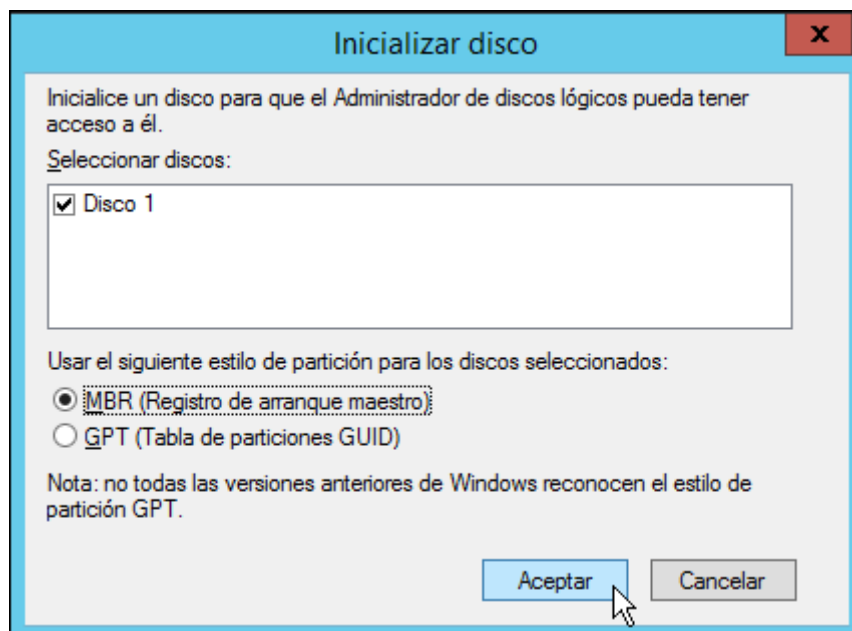 Inicializar disco
Inicialice un disco para que el Administrador de discos lógicos pueda tener
acceso a él.
Seleccionar discos:
Disco 1
Usar el siguiente estilo de partición para los discos seleccionados:
MBR (Registro de arranque maestro)
GPT (Tabla de particiones GUID)
Nota: no todas las versiones anteriores de Windows reconocen el estilo de
partición GPT.
Aceptar Cancelar